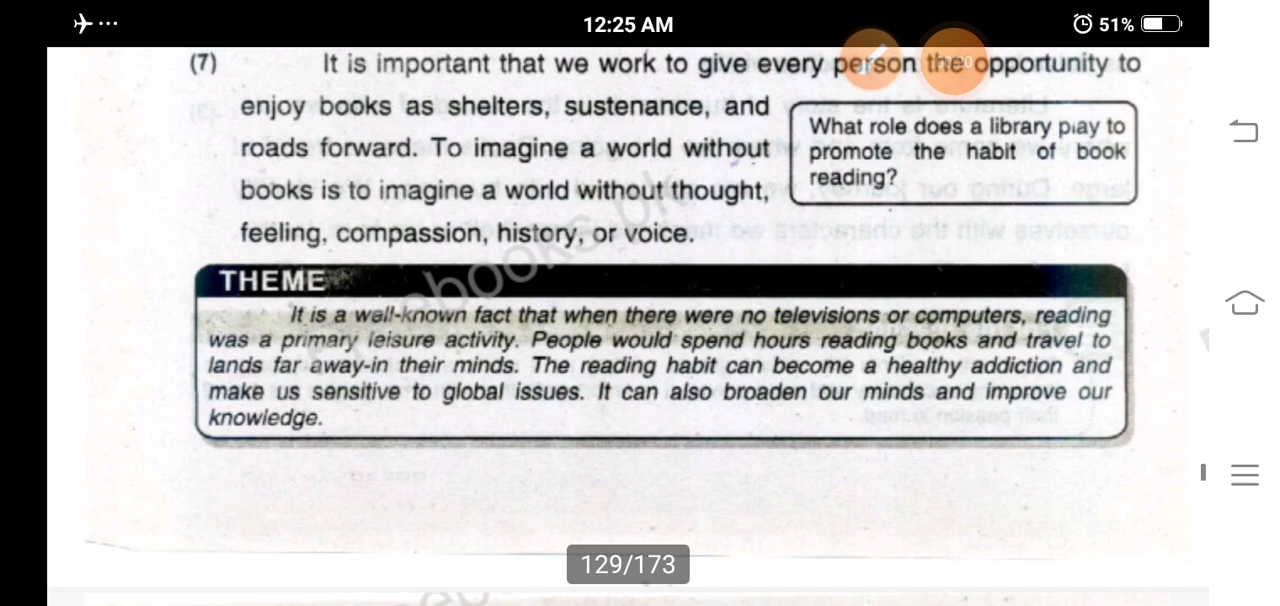 12:25 AM
51%
(7) It is important that we work to give every person the opportunity to
enjoy books as shelters, sustenance, and
roads forward. To imagine a world without
books is to imagine a world without thought,
feeling, compassion, history, or voice.
What role does a library play to
promote the habit of book
reading?
THEME
It is a well-known fact that when there were no televisions or computers, reading
was a primary leisure activity. People would spend hours reading books and travel to
lands far away-in their minds. The reading habit can become a healthy addiction and
make us sensitive to global issues. It can also broaden our minds and improve our
knowledge.
129/173